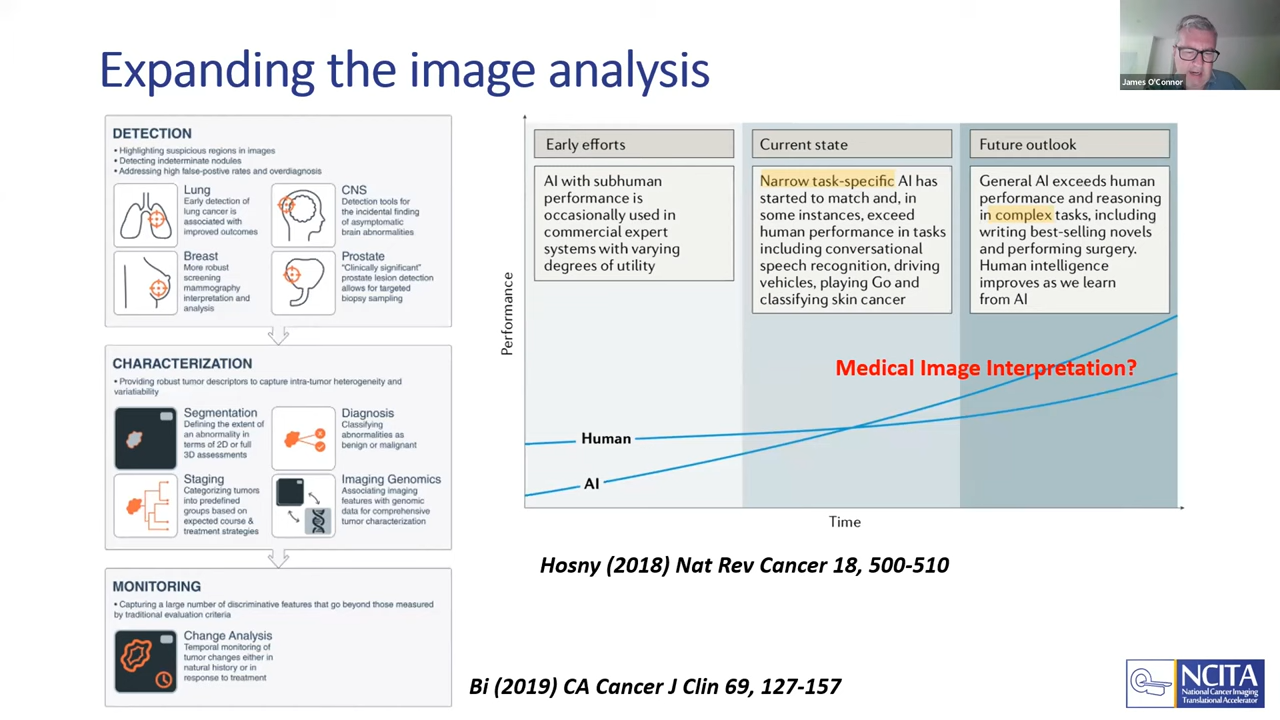 Expanding the image analysis
James O'Connor
DETECTION
• Highlighting suspicious regions in images
• Detecting indeterminate nodules
• Addressing high false-postive rates and overdiagnosis
Lung
Early detection of
lung cancer is
associated with
improved outcomes
CNS
Detection tools for
the incidental finding
of asymptomatic
brain abnormalities
Breast
More robust
screening
mammography
interpretation and
analysis
Prostate
"Clinically significant"
prostate lesion detection
allows for targeted
biopsy sampling
CHARACTERIZATION
• Providing robust tumor descriptors to capture intra-tumor heterogeneity and
variatiability
Segmentation
Defining the extent of
an abnormality in
terms of 2D or full
3D assessments
Diagnosis
Classifying
abnormalities as
benign or malignant
Staging
Categorizing tumors
into predefined
groups based on
expected course &
treatment strategies
Imaging Genomics
Associating imaging
features with genomic
data for comprehensive
tumor characterization
MONITORING
• Capturing a large number of discriminative features that go beyond those measured
by traditional evaluation criteria
Change Analysis
Temporal monitoring of
tumor changes either in
natural history or in
response to treatment
Early efforts
AI with subhuman
performance is
occasionally used in
commercial expert
systems with varying
degrees of utility
Current state
Narrow task-specific AI has
started to match and, in
some instances, exceed
human performance in tasks
including conversational
speech recognition, driving
vehicles, playing Go and
classifying skin cancer
Future outlook
General AI exceeds human
performance and reasoning
in complex tasks, including
writing best-selling novels
and performing surgery.
Human intelligence
improves as we learn
from AI
Performance
Medical Image Interpretation?
Human
AI
Time
Hosny (2018) Nat Rev Cancer 18, 500-510
Bi (2019) CA Cancer J Clin 69, 127-157
NCITA
National Cancer Imaging
Translational Accelerator